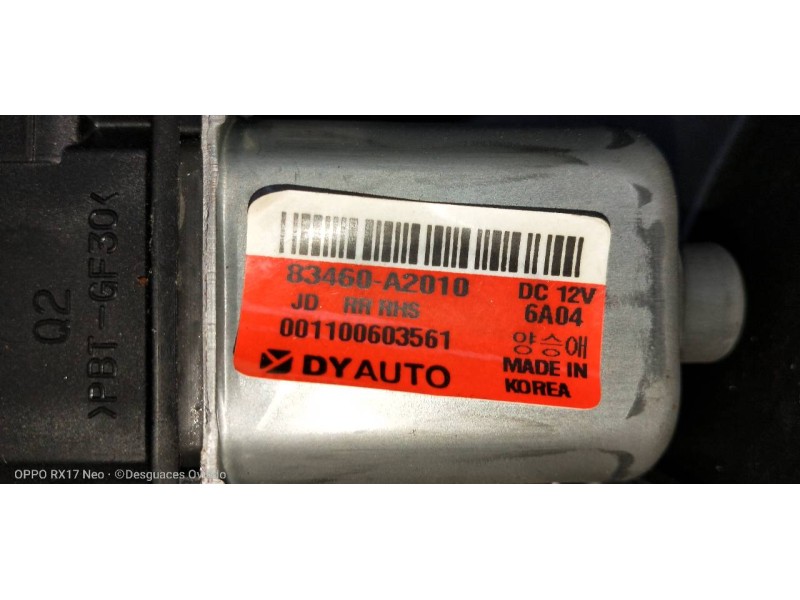 83460-A2010
DC 12V
JD RR RHS
6A04
001100603561
양승애
DYAUTO
MADE IN
KOREA
Q2
>PBT-GF30<
OPPO RX17 Neo · ©Desguaces Oviedo